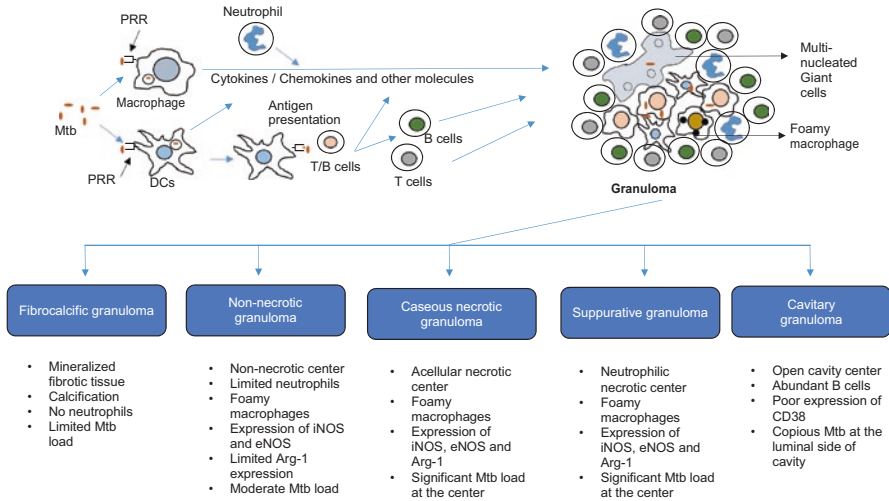 Neutrophil
PRR
Cytokines / Chemokines and other molecules
Macrophage
Mtb
Antigen
presentation
B cells
T/B cells
T cells
PRR
DCs
Multi-
nucleated
Giant
cells
Foamy
macrophage
Granuloma
Fibrocalcific granuloma
• Mineralized
fibrotic tissue
• Calcification
• No neutrophils
• Limited Mtb
load
Non-necrotic
granuloma
• Non-necrotic center
• Limited neutrophils
• Foamy
macrophages
• Expression of iNOS
and eNOS
• Limited Arg-1
expression
• Moderate Mtb load
Caseous necrotic
granuloma
• Acellular necrotic
center
• Foamy
macrophages
• Expression of
iNOS, eNOS and
Arg-1
• Significant Mtb load
at the center
Suppurative granuloma
• Neutrophilic
necrotic center
• Foamy
macrophages
• Expression of
iNOS, eNOS and
Arg-1
• Significant Mtb load
at the center
Cavitary
granuloma
• Open cavity center
• Abundant B cells
• Poor expression of
CD38
• Copious Mtb at the
luminal side of
cavity